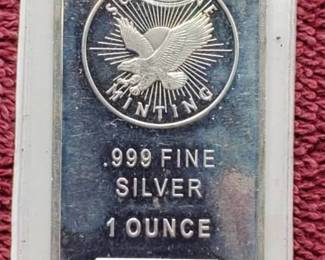 MINTING
.999 FINE
SILVER
1 OUNCE